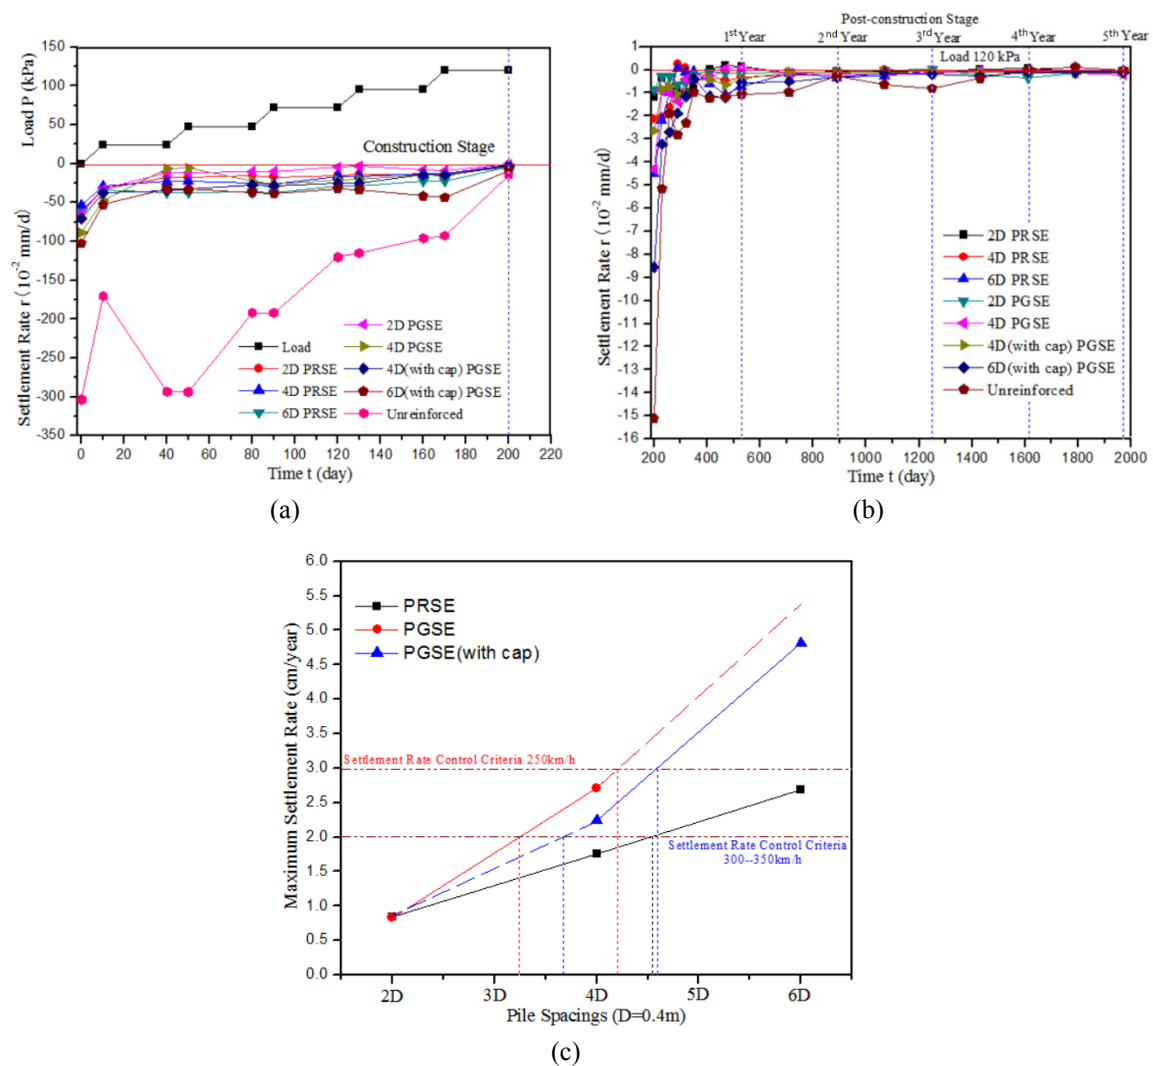 150
100
50
0
-50
-100
-150
-200
-250
-300
-350
Load P (kPa)
Settlement Rate r (10-2 mm/d)
Construction Stage
Load
2D PRSE
4D PRSE
6D PRSE
2D PGSE
4D PGSE
4D(with cap) PGSE
6D(with cap) PGSE
Unreinforced
0 20 40 60 80 100 120 140 160 180 200 220
Time t (day)
(a)
Post-construction Stage
1st Year 2nd Year 3rd Year 4th Year 5th Year
Load 120 kPa
1
0
-1
-2
-3
-4
-5
-6
-7
-8
-9
-10
-11
-12
-13
-14
-15
-16
Settlement Rate r (10-2 mm/d)
2D PRSE
4D PRSE
6D PRSE
2D PGSE
4D PGSE
4D(with cap) PGSE
6D(with cap) PGSE
Unreinforced
200 400 600 800 1000 1200 1400 1600 1800 2000
Time t (day)
(b)
6.0
5.5
5.0
4.5
4.0
3.5
3.0
2.5
2.0
1.5
1.0
0.5
0.0
Maximum Settlement Rate (cm/year)
PRSE
PGSE
PGSE(with cap)
Settlement Rate Control Criteria 250km/h
Settlement Rate Control Criteria
300--350km/h
2D 3D 4D 5D 6D
Pile Spacings (D=0.4m)
(c)